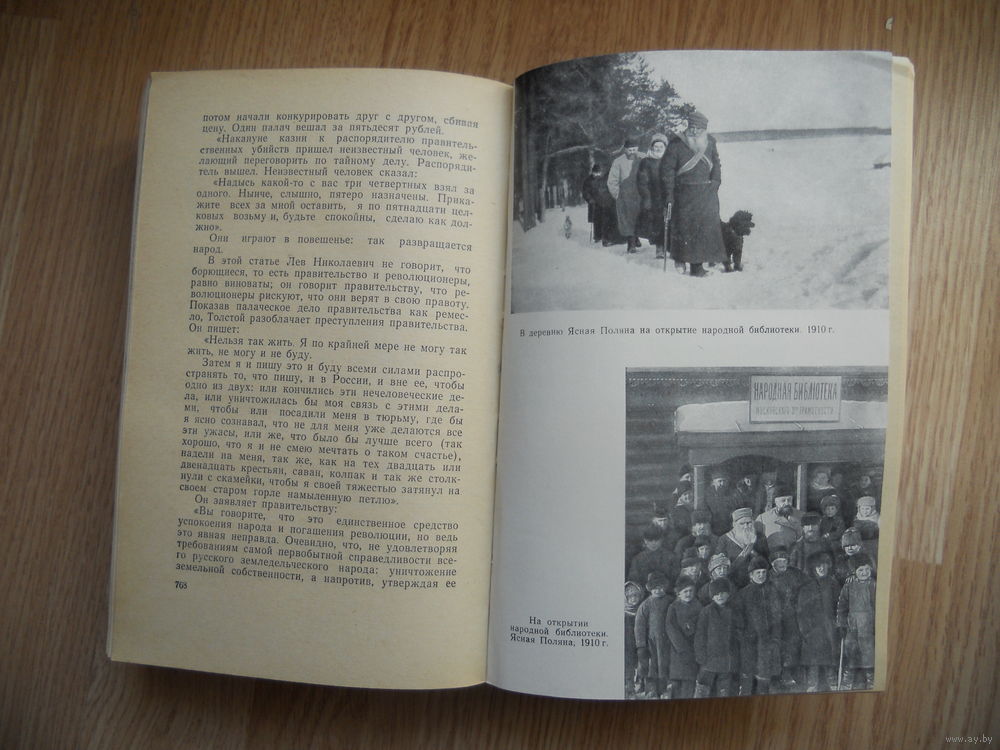 потом начали конкурировать друг с другом, сбивая
цену. Один палач вешал за пятьдесят рублей.
«Накануне казни к распорядителю правитель-
ственных убийств пришел неизвестный человек, же-
лающий переговорить по тайному делу. Распоряди-
тель вышел. Неизвестный человек сказал:
«Надысь какой-то с вас три четвертных взял за
одного. Нынче, слышно, пятеро назначены. Прика-
жите всех за мной оставить, я по пятнадцати цел-
ковых возьму и, будьте спокойны, сделаю как дол-
жно».
Они играют в повешенье: так развращается
народ.
В этой статье Лев Николаевич не говорит, что
борющиеся, то есть правительство и революционеры,
равно виноваты; он говорит правительству, что ре-
волюционеры рискуют, что они верят в свою правоту.
Показав палаческое дело правительства как ремес-
ло, Толстой разоблачает преступления правительства.
Он пишет:
«Нельзя так жить. Я по крайней мере не могу так
жить, не могу и не буду.
Затем я и пишу это и буду всеми силами распро-
странять то, что пишу, и в России, и вне ее, чтобы
одно из двух: или кончились эти нечеловеческие де-
ла, или уничтожилась бы моя связь с этими дела-
ми, чтобы или посадили меня в тюрьму, где бы
я ясно сознавал, что не для меня уже делаются все
эти ужасы, или же, что было бы лучше всего (так
хорошо, что я и не смею мечтать о таком счастье),
надели на меня, так же, как на тех двадцать или
двенадцать крестьян, саван, колпак и так же столк-
нули с скамейки, чтобы я своей тяжестью затянул на
своем старом горле намыленную петлю».
Он заявляет правительству:
«Вы говорите, что это единственное средство
успокоения народа и погашения революции, но ведь
это явная неправда. Очевидно, что, не удовлетворяя
требованиям самой первобытной справедливости все-
го русского земледельческого народа: уничтожение
земельной собственности, а напротив, утверждая ее
768
В деревню Ясная Поляна на открытие народной библиотеки. 1910 г.
НАРОДНАЯ БИБЛИОТЕКА
МОСКОВСКАГО ГРАМОТНОСТИ
На открытии
народной библиотеки.
Ясная Поляна, 1910 г.
www.ay.by